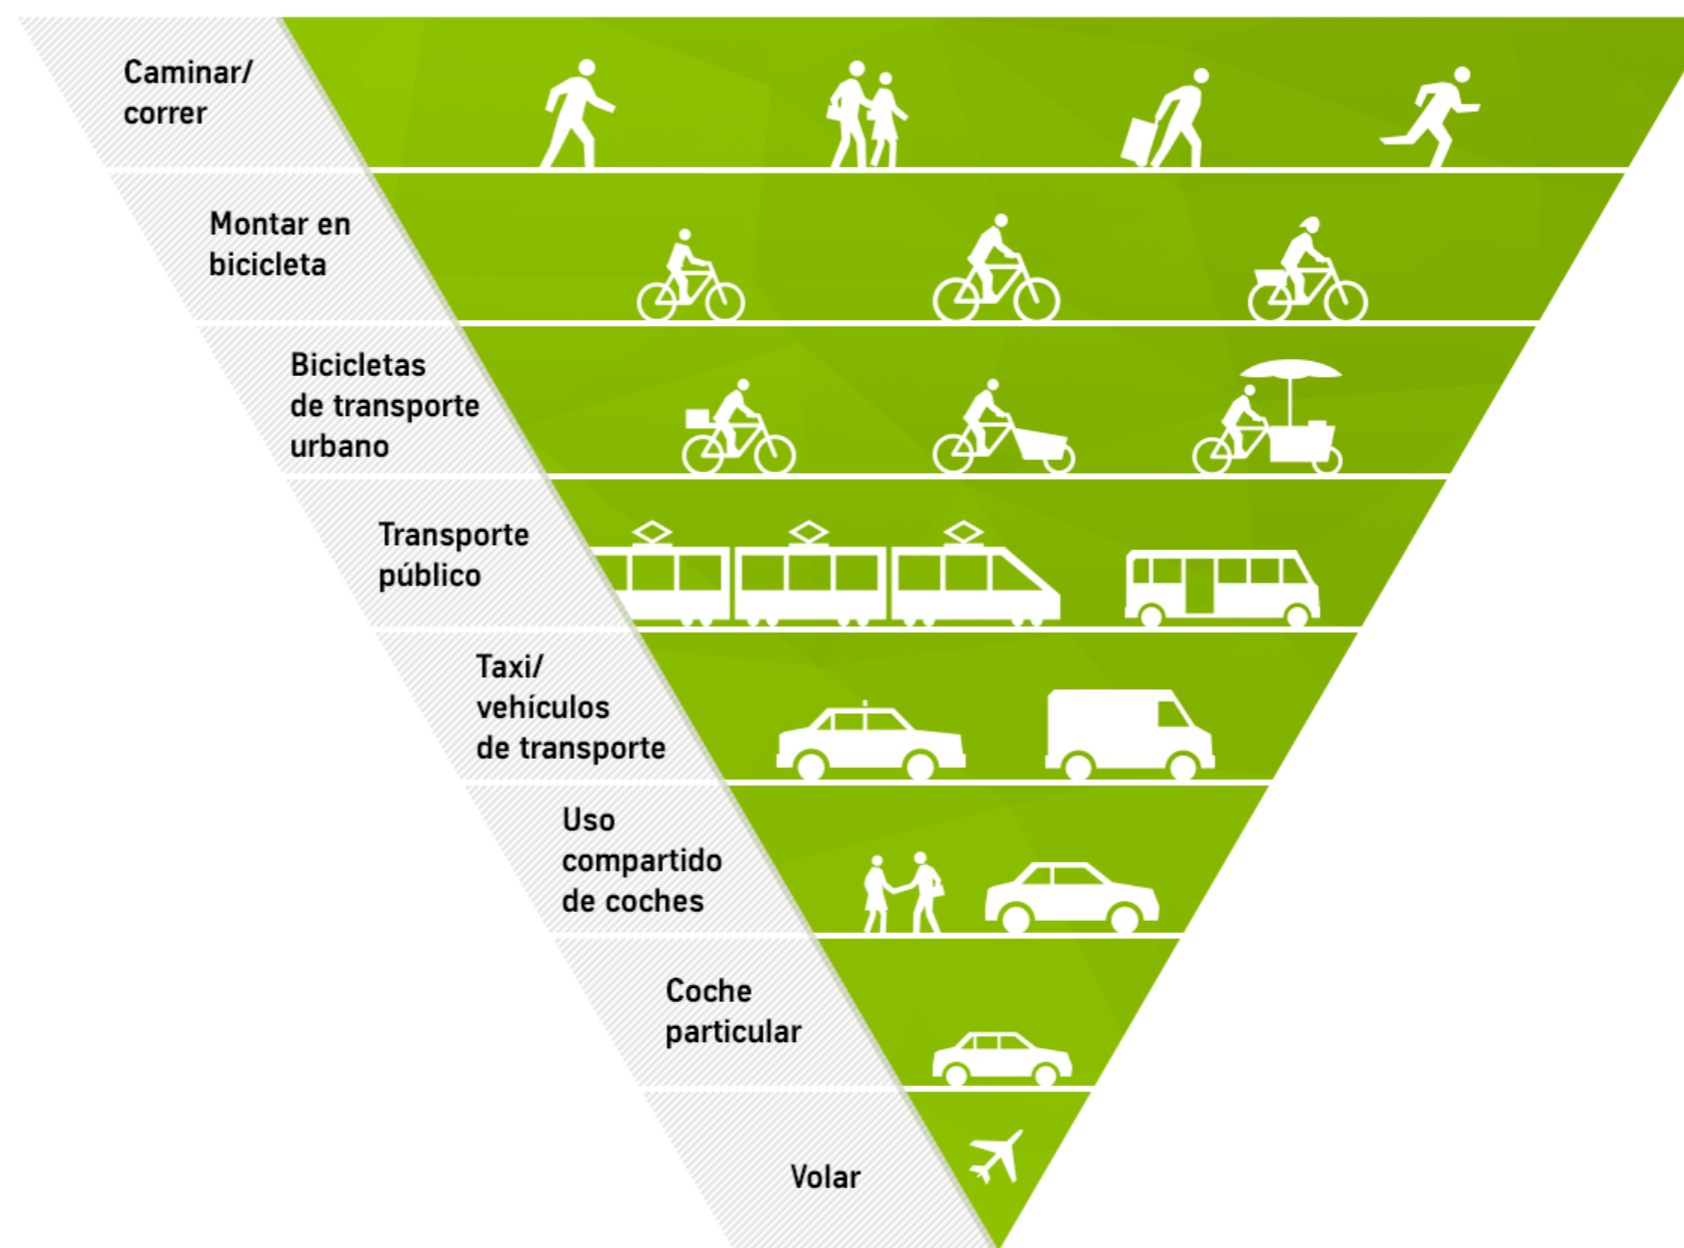 Caminar/
correr
Montar en
bicicleta
Bicicletas
de transporte
urbano
Transporte
público
Taxi/
vehículos
de transporte
Uso
compartido
de coches
Coche
particular
Volar